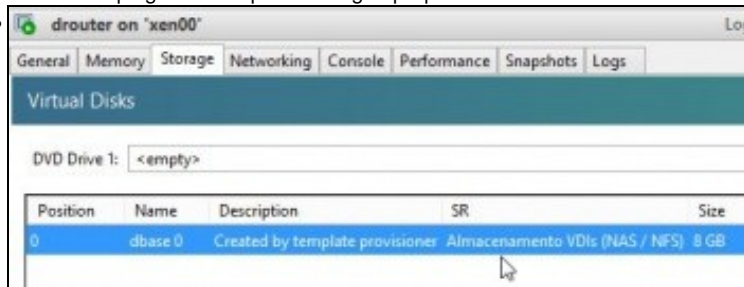 drouter on 'xen00'
General Memory Storage Networking Console Performance Snapshots Logs
Virtual Disks
DVD Drive 1: <empty>
Position Name Description SR Size
0 dbase 0 Created by template provisioner Almacenamento VDIs (NAS / NFS) 8 GB